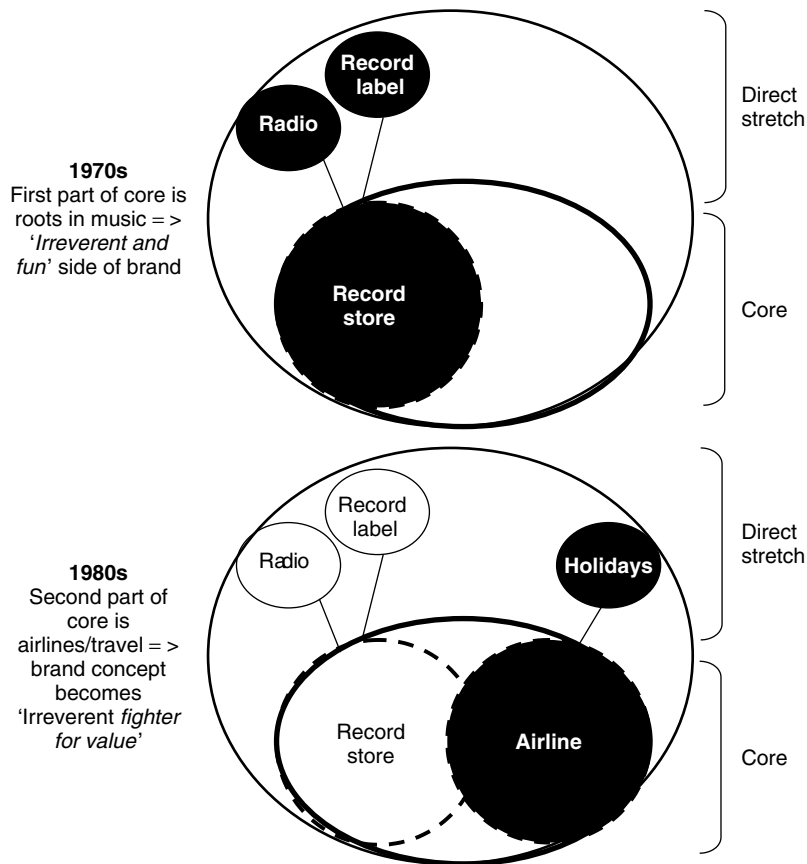 Record
label
Radio
Direct
stretch
1970s
First part of core is
roots in music = >
‘Irreverent and
fun’ side of brand
Record
store
Core
Record
label
Radio
Holidays
Direct
stretch
1980s
Second part of
core is
airlines/travel = >
brand concept
becomes
‘Irreverent fighter
for value’
Record
store
Airline
Core